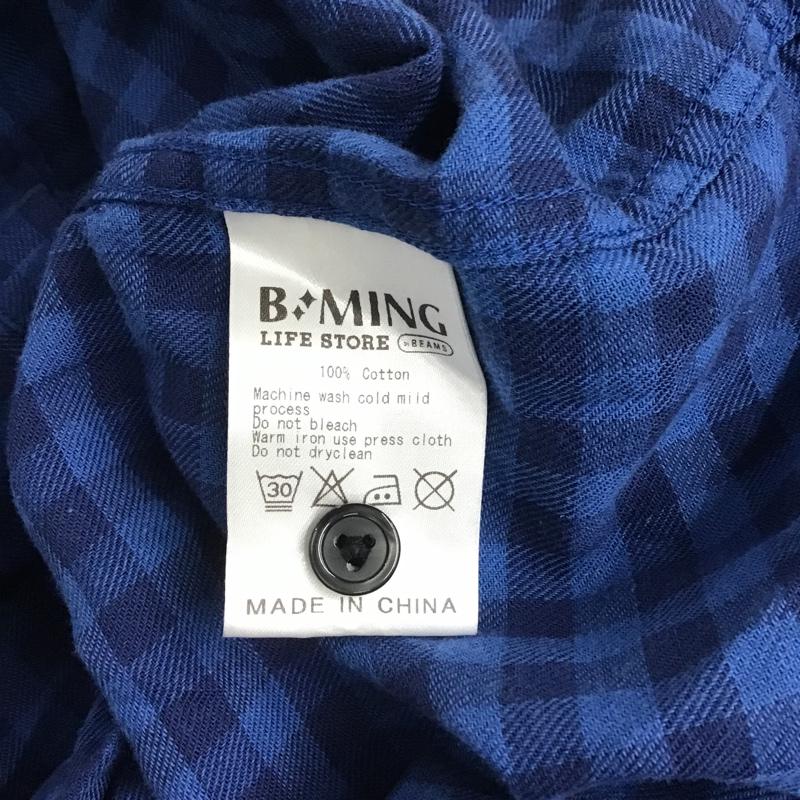 B MING
LIFE STORE by BEAMS
100% Cotton
Machine wash cold mild
process
Do not bleach
Warm iron use press cloth
Do not dryclean
30
MADE IN CHINA